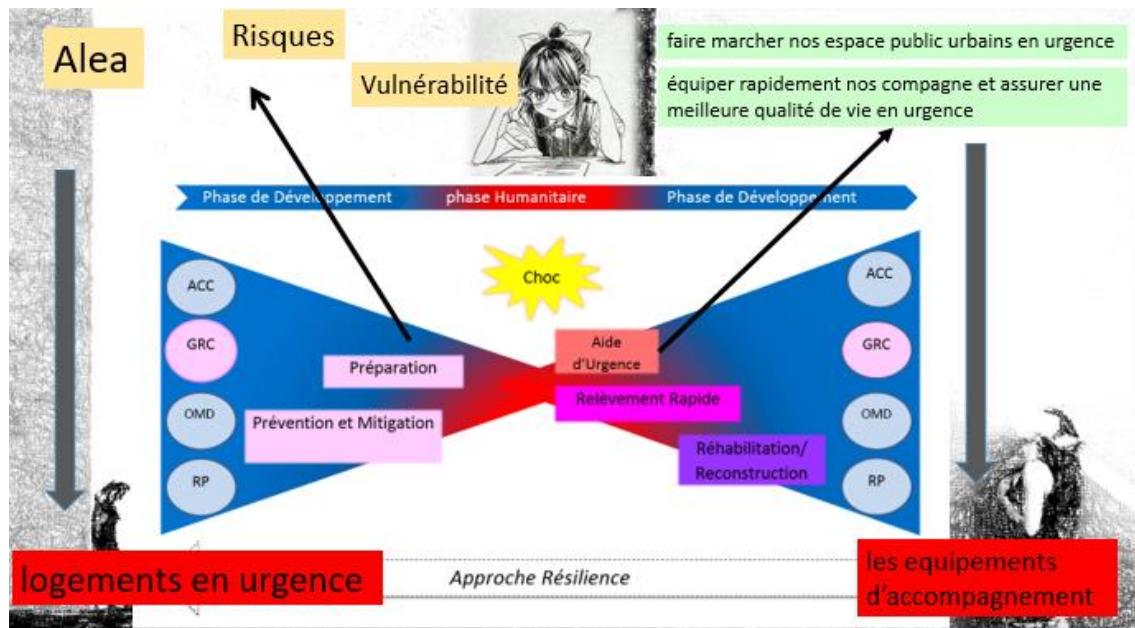 Alea
Risques
Vulnérabilité
faire marcher nos espace public urbains en urgence
équiper rapidement nos compagne et assurer une
meilleure qualité de vie en urgence
Phase de Développement
phase Humanitaire
Phase de Développement
Choc
ACC
GRC
OMD
RP
Préparation
Prévention et Mitigation
Aide
d'Urgence
Relèvement Rapide
Réhabilitation/
Reconstruction
ACC
GRC
OMD
RP
logements en urgence
Approche Résilience
les equipements
d'accompagnement